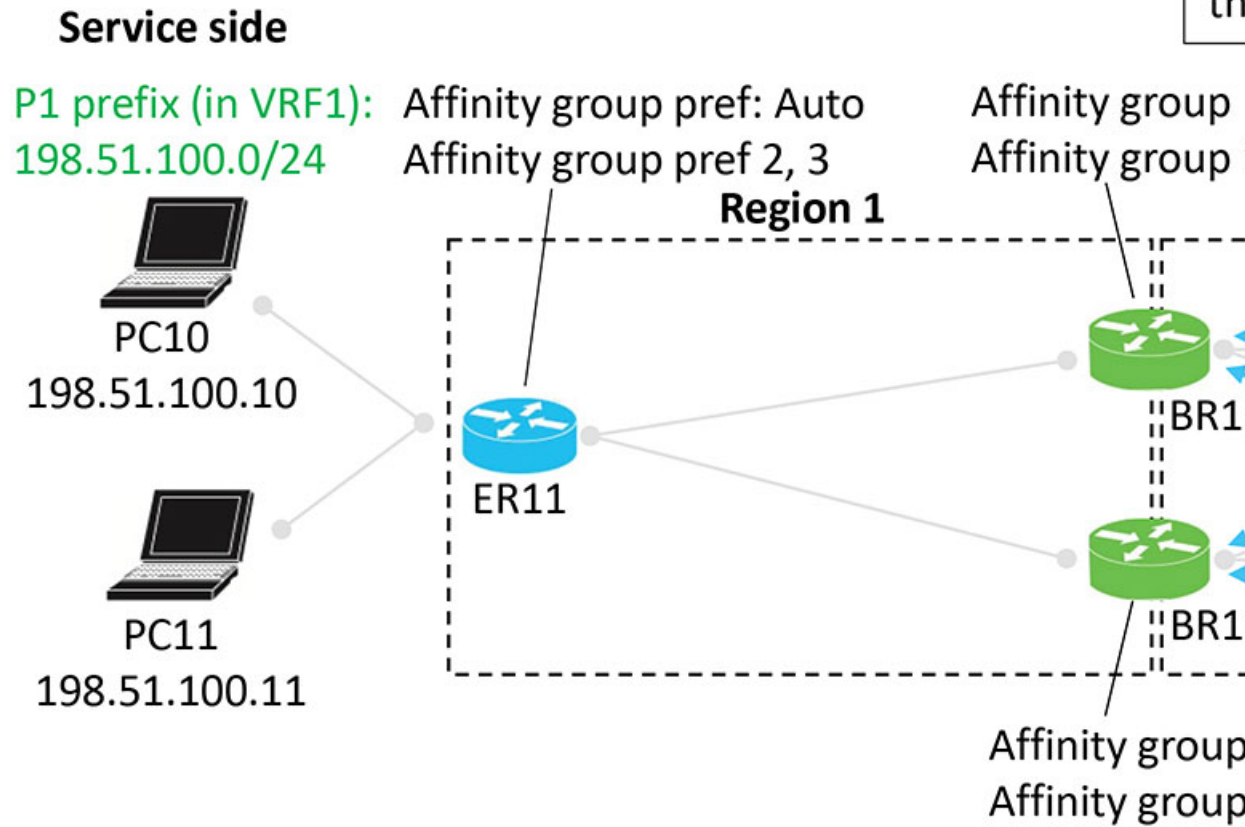 Service side
P1 prefix (in VRF1):
198.51.100.0/24
Affinity group pref: Auto
Affinity group pref 2, 3
Affinity group
Affinity group
Region 1
PC10
198.51.100.10
ER11
BR1
PC11
198.51.100.11
BR1
Affinity group
Affinity group